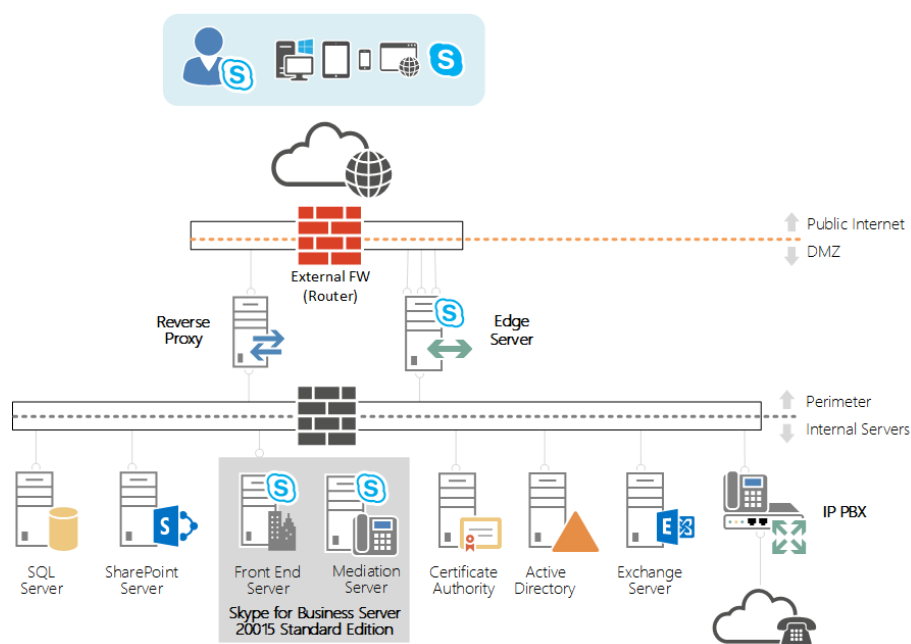 S
S
External FW
(Router)
Public Internet
DMZ
Reverse
Proxy
S
Edge
Server
Perimeter
Internal Servers
SQL
Server
S
SharePoint
Server
S
Front End
Server
S
Mediation
Server
Skype for Business Server
20015 Standard Edition
Certificate
Authority
Active
Directory
E
Exchange
Server
IP PBX